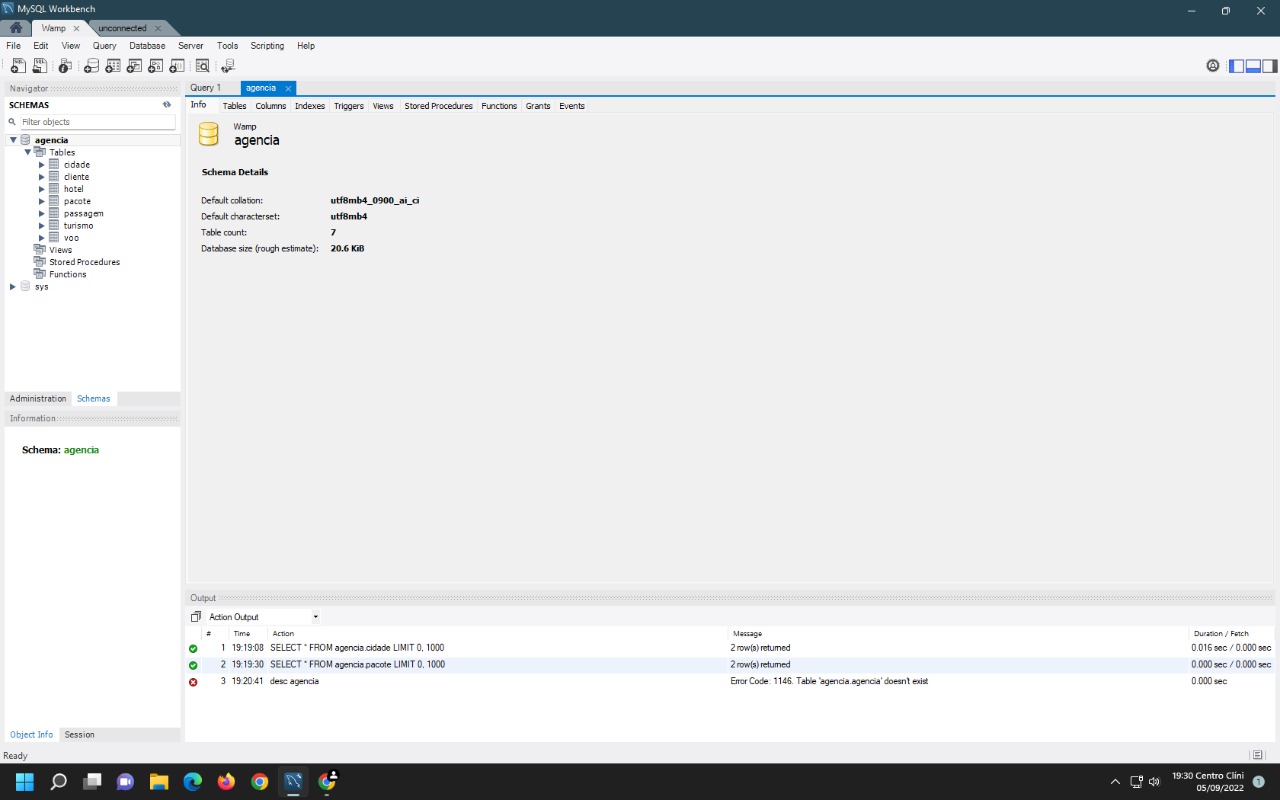 MySQL Workbench
Wamp unconnected
File Edit View Query Database Server Tools Scripting Help
Navigator
SCHEMAS
Filter objects
agencia
Tables
cidade
cliente
hotel
pacote
passagem
turismo
voo
Views
Stored Procedures
Functions
sys
Administration Schemas
Information
Schema: agencia
Object Info Session
Query 1 agencia
Info Tables Columns Indexes Triggers Views Stored Procedures Functions Grants Events
Wamp
agencia
Schema Details
Default collation: utf8mb4_0900_ai_ci
Default characterset: utf8mb4
Table count: 7
Database size (rough estimate): 20.6 KiB
Output
Action Output
# Time Action Message Duration / Fetch
1 19:19:08 SELECT * FROM agencia.cidade LIMIT 0, 1000 2 row(s) returned 0.016 sec / 0.000 sec
2 19:19:30 SELECT * FROM agencia.pacote LIMIT 0, 1000 2 row(s) returned 0.000 sec / 0.000 sec
3 19:20:41 desc agencia Error Code: 1146. Table 'agencia.agencia' doesn't exist 0.000 sec
Ready
19:30 Centro Clíni
05/09/2022
1